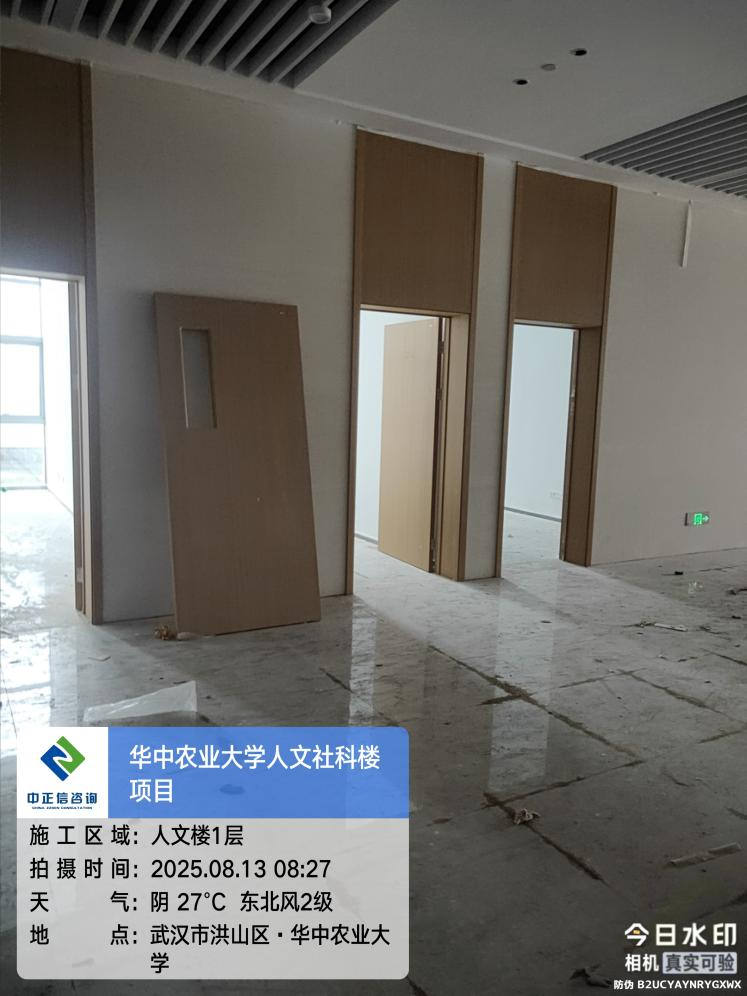 华中农业大学人文社科楼
项目
中正信咨询
CHINA ZZXIN CONSULTATION
施工区域：人文楼1层
拍摄时间：2025.08.13 08:27
天气：阴 27°C 东北风2级
地点：武汉市洪山区·华中农业大
学
今日水印
相机 真实可验
防伪 B2UCYAYNRYGXWX